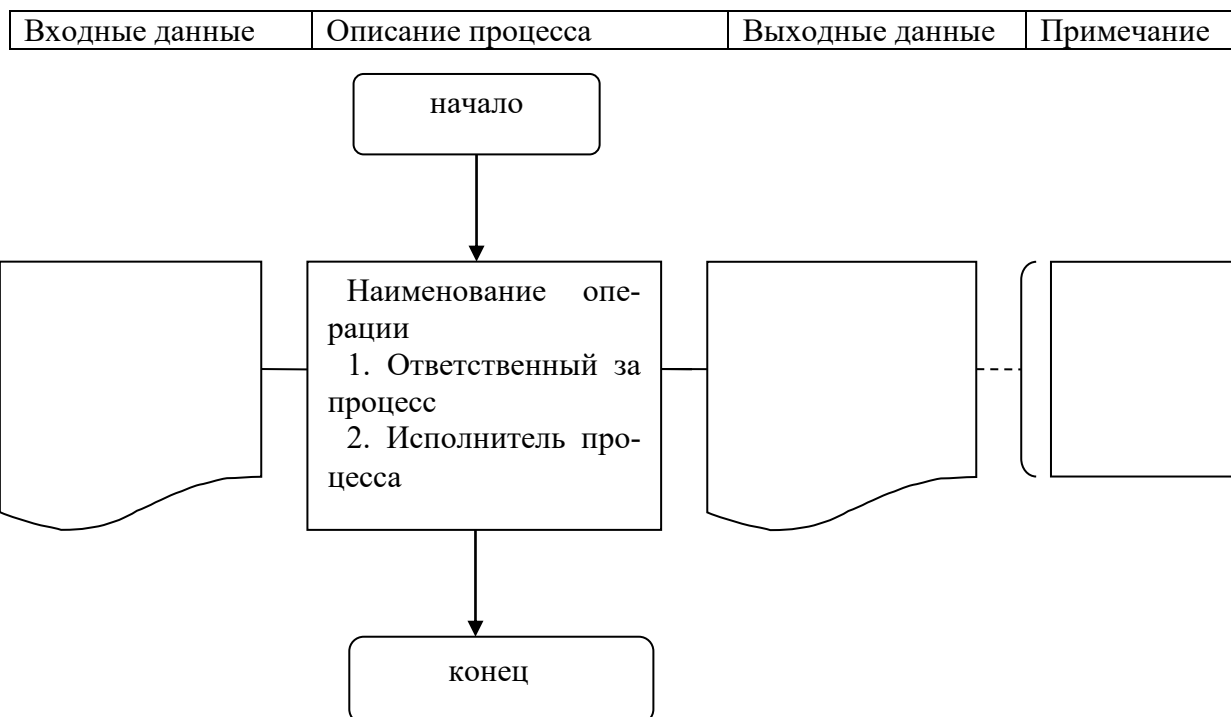 Входные данные Описание процесса Выходные данные Примечание
начало
Наименование опе-
рации
1. Ответственный за
процесс
2. Исполнитель про-
цесса
конец